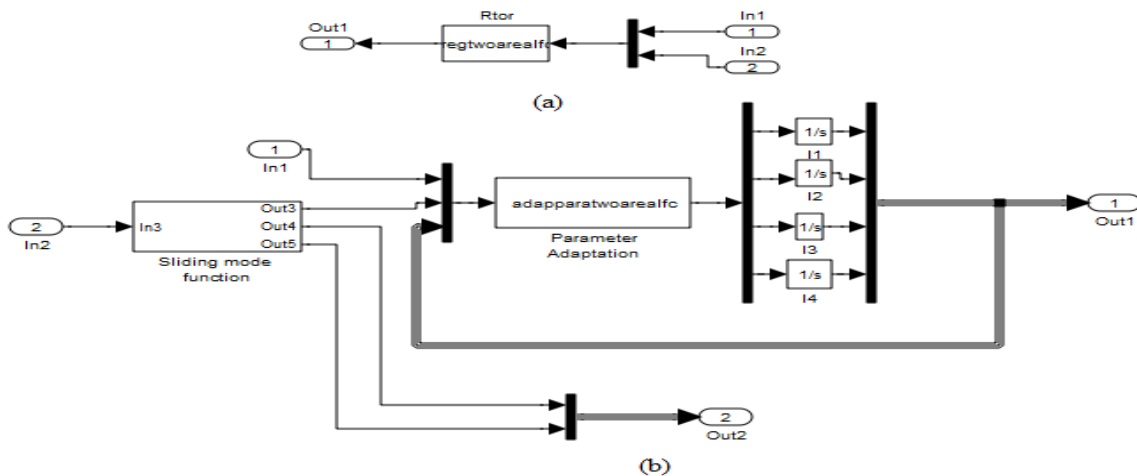 Rtor
In1
Out1
1
1
regtwoarealfc
In2
2
(a)
1
In1
1/s
I1
1/s
I2
adapparatwoarealfc
Parameter
Adaptation
1
Out1
2
In2
In3
Out3
Out4
Out5
Sliding mode
function
1/s
I3
1/s
I4
2
Out2
(b)